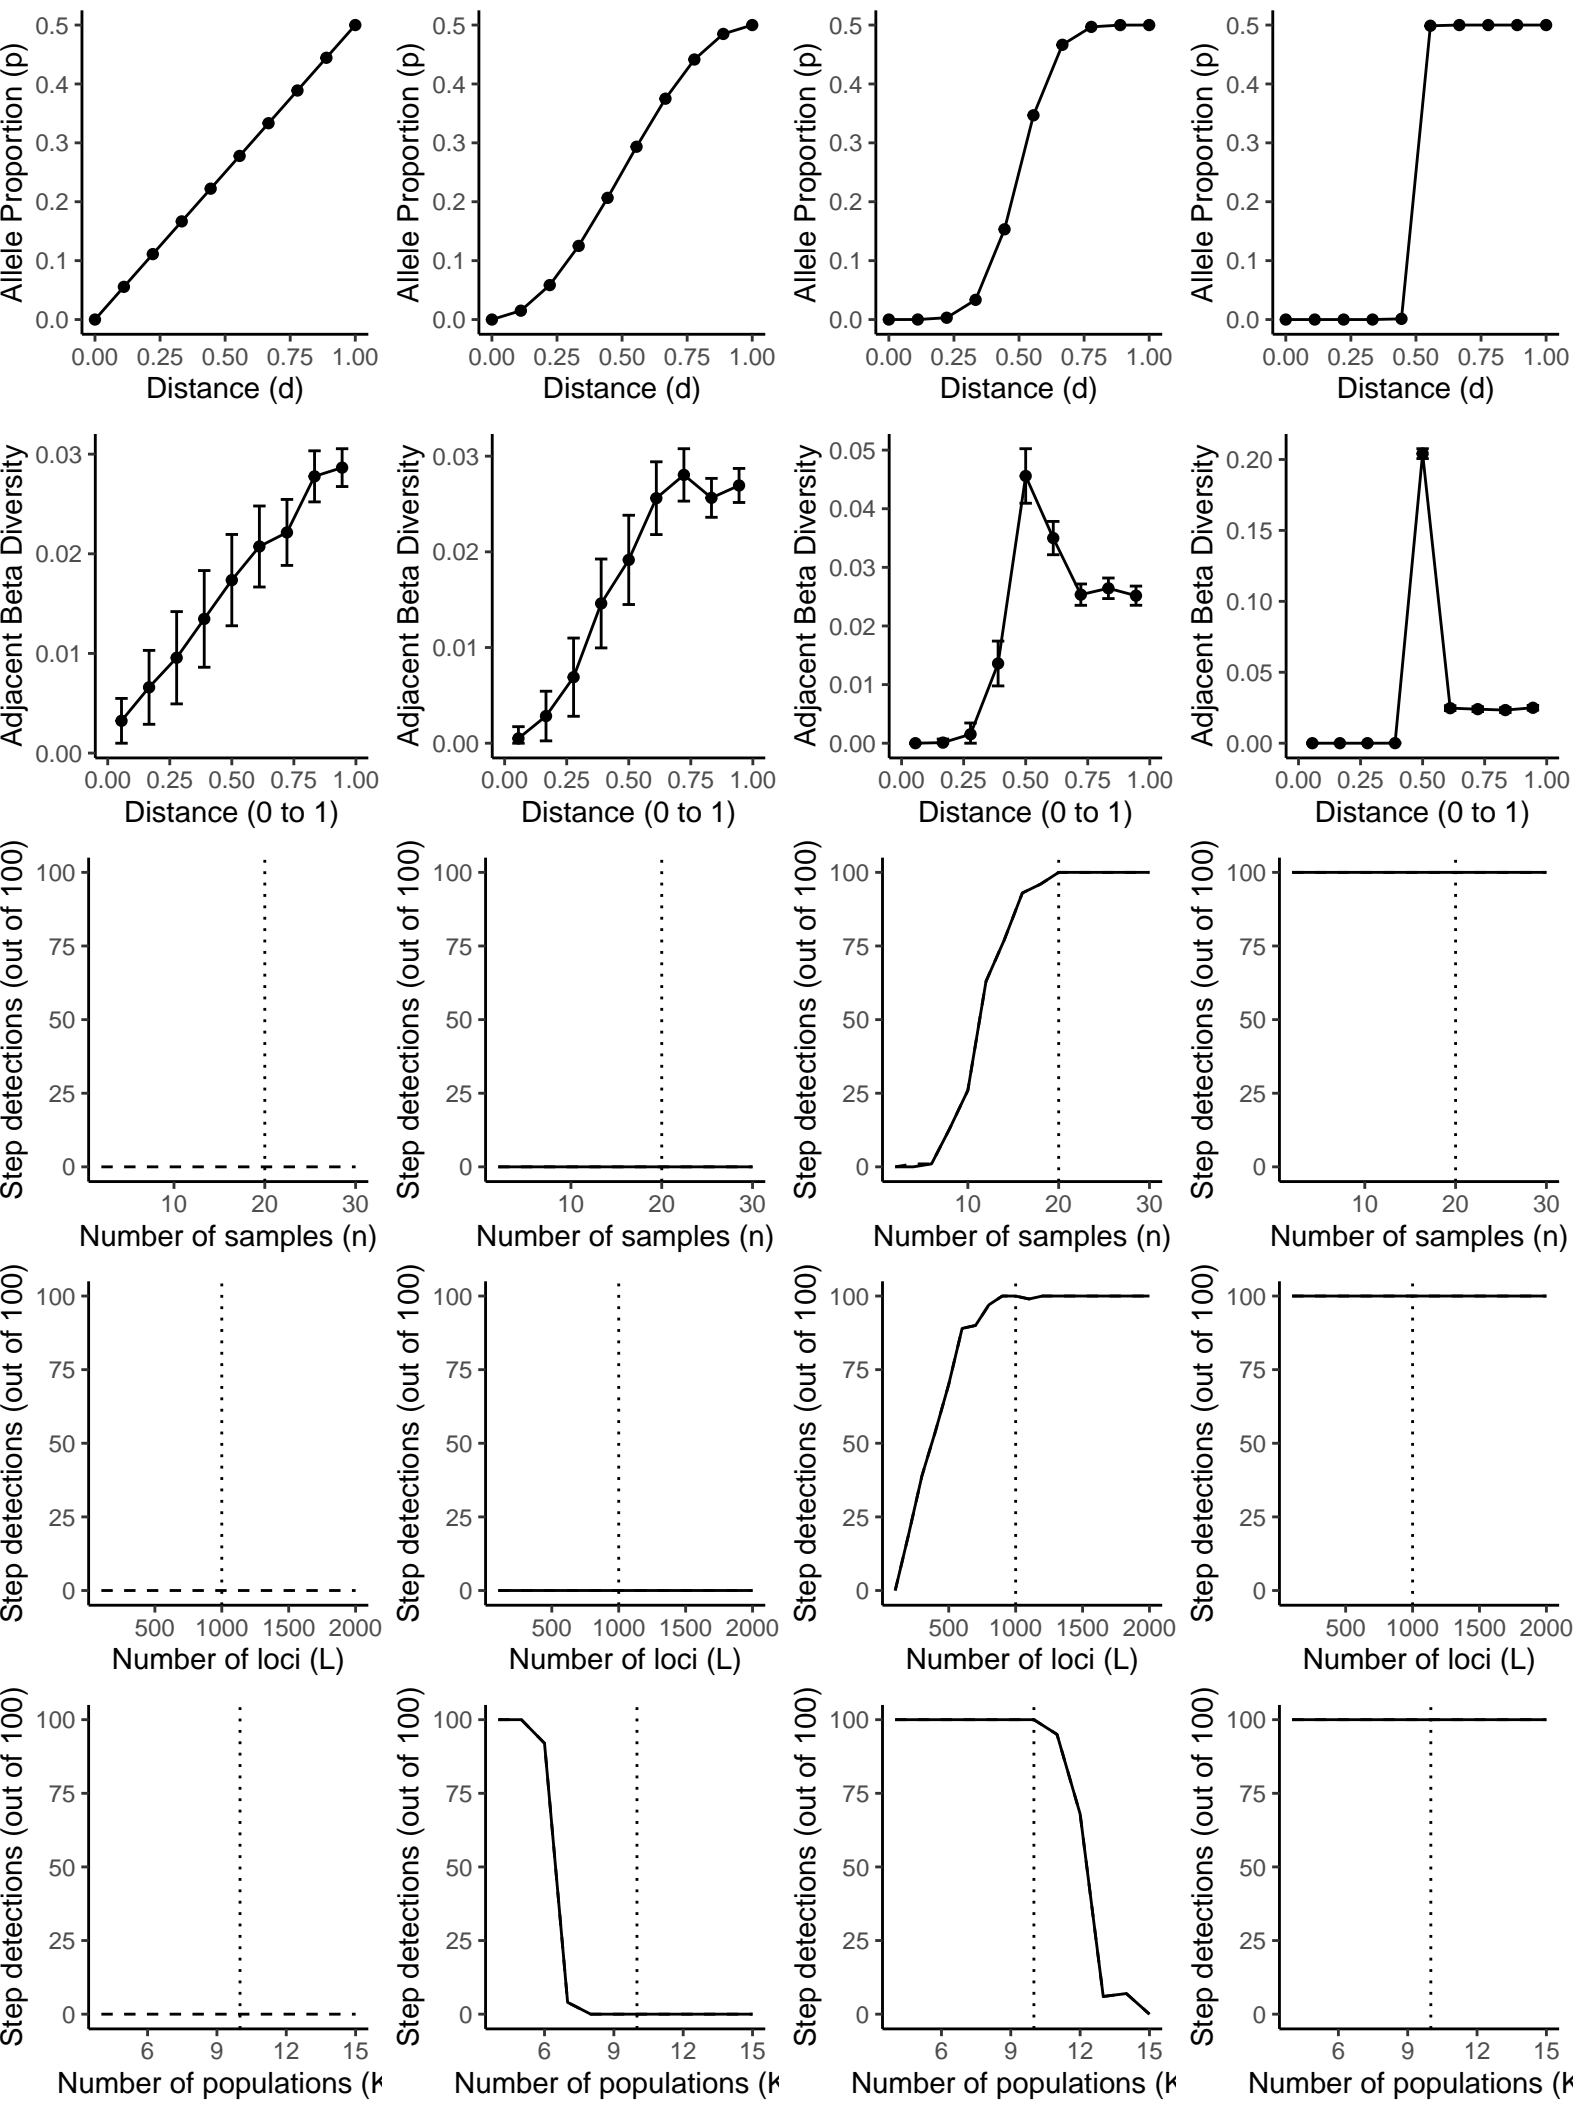 Allele Proportion (p)
0.5
0.4
0.3
0.2
0.1
0.0
0.00 0.25 0.50 0.75 1.00
Distance (d)
Allele Proportion (p)
0.5
0.4
0.3
0.2
0.1
0.0
0.00 0.25 0.50 0.75 1.00
Distance (d)
Allele Proportion (p)
0.5
0.4
0.3
0.2
0.1
0.0
0.00 0.25 0.50 0.75 1.00
Distance (d)
Allele Proportion (p)
0.5
0.4
0.3
0.2
0.1
0.0
0.00 0.25 0.50 0.75 1.00
Distance (d)
Adjacent Beta Diversity
0.03
0.02
0.01
0.00
0.00 0.25 0.50 0.75 1.00
Distance (0 to 1)
Adjacent Beta Diversity
0.03
0.02
0.01
0.00
0.00 0.25 0.50 0.75 1.00
Distance (0 to 1)
Adjacent Beta Diversity
0.05
0.04
0.03
0.02
0.01
0.00
0.00 0.25 0.50 0.75 1.00
Distance (0 to 1)
Adjacent Beta Diversity
0.20
0.15
0.10
0.05
0.00
0.00 0.25 0.50 0.75 1.00
Distance (0 to 1)
Step detections (out of 100)
100
75
50
25
0
10 20 30
Number of samples (n)
Step detections (out of 100)
100
75
50
25
0
10 20 30
Number of samples (n)
Step detections (out of 100)
100
75
50
25
0
10 20 30
Number of samples (n)
Step detections (out of 100)
100
75
50
25
0
10 20 30
Number of samples (n)
Step detections (out of 100)
100
75
50
25
0
500 1000 1500 2000
Number of loci (L)
Step detections (out of 100)
100
75
50
25
0
500 1000 1500 2000
Number of loci (L)
Step detections (out of 100)
100
75
50
25
0
500 1000 1500 2000
Number of loci (L)
Step detections (out of 100)
100
75
50
25
0
500 1000 1500 2000
Number of loci (L)
Step detections (out of 100)
100
75
50
25
0
6 9 12 15
Number of populations (K
Step detections (out of 100)
100
75
50
25
0
6 9 12 15
Number of populations (K
Step detections (out of 100)
100
75
50
25
0
6 9 12 15
Number of populations (K
Step detections (out of 100)
100
75
50
25
0
6 9 12 15
Number of populations (K